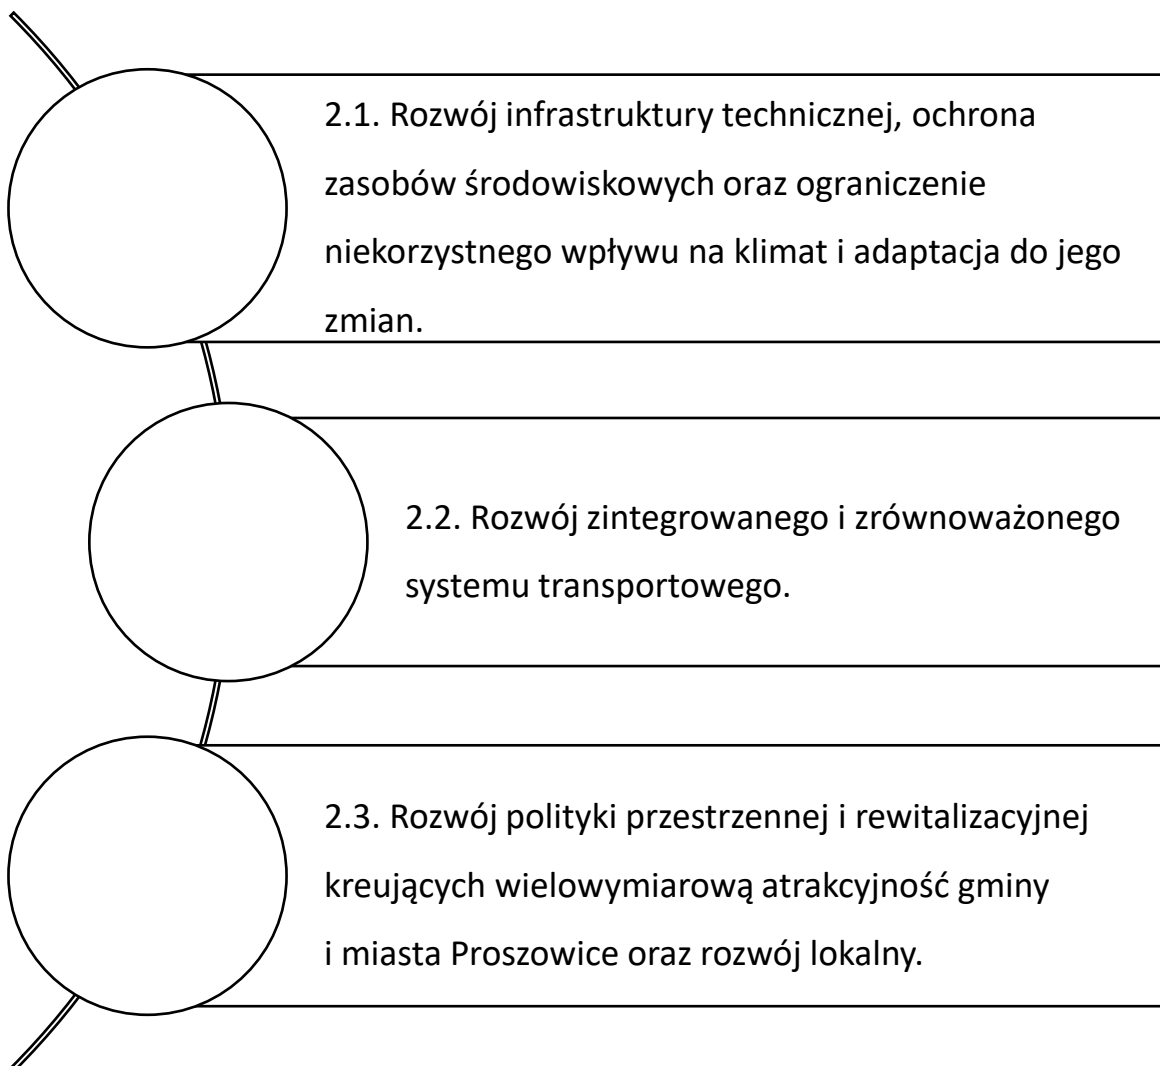 2.1. Rozwój infrastruktury technicznej, ochrona
zasobów środowiskowych oraz ograniczenie
niekorzystnego wpływu na klimat i adaptacja do jego
zmian.
2.2. Rozwój zintegrowanego i zrównoważonego
systemu transportowego.
2.3. Rozwój polityki przestrzennej i rewitalizacyjnej
kreujących wielowymiarową atrakcyjność gminy
i miasta Proszowice oraz rozwój lokalny.